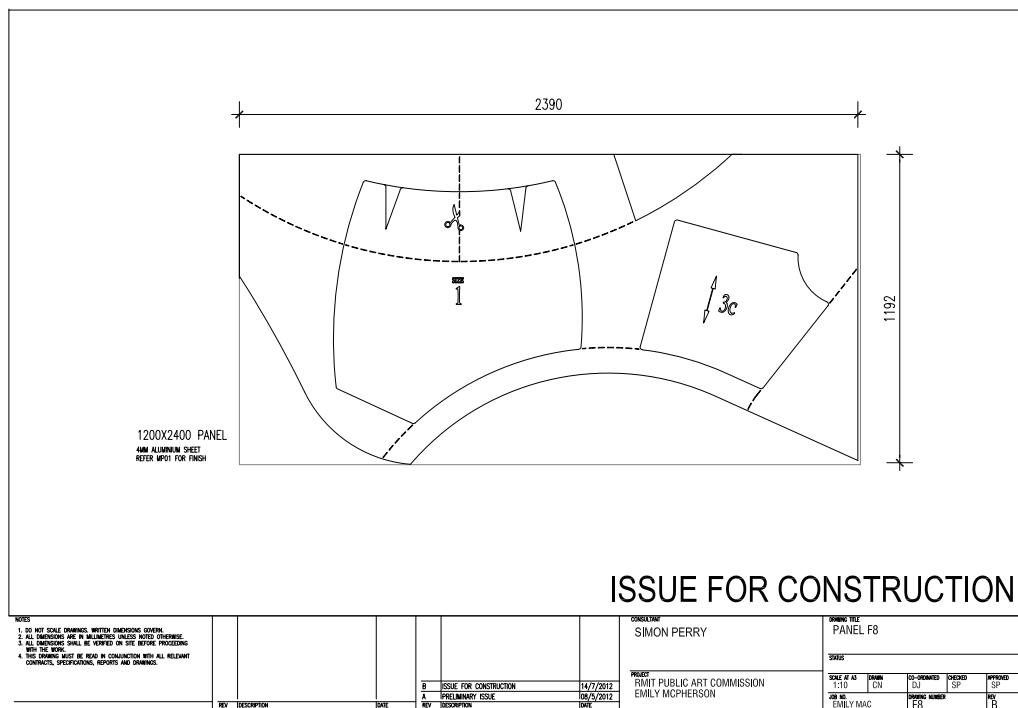 2390
1192
SIZE
1
3c
1200X2400 PANEL
4MM ALUMINIUM SHEET
REFER MP01 FOR FINISH
ISSUE FOR CONSTRUCTION
NOTES
1. DO NOT SCALE DRAWINGS. WRITTEN DIMENSIONS GOVERN.
2. ALL DIMENSIONS ARE IN MILLIMETRES UNLESS NOTED OTHERWISE.
3. ALL DIMENSIONS SHALL BE VERIFIED ON SITE BEFORE PROCEEDING
WITH THE WORK.
4. THIS DRAWING MUST BE READ IN CONJUNCTION WITH ALL RELEVANT
CONTRACTS, SPECIFICATIONS, REPORTS AND DRAWINGS.
REV DESCRIPTION DATE
B ISSUE FOR CONSTRUCTION 14/7/2012
A PRELIMINARY ISSUE 08/5/2012
REV DESCRIPTION DATE
CONSULTANT
SIMON PERRY
PROJECT
RMIT PUBLIC ART COMMISSION
EMILY MCPHERSON
DRAWING TITLE
PANEL F8
STATUS
SCALE AT A3 DRAWN CO-ORDINATED CHECKED APPROVED
1:10 CN DJ SP SP
JOB NO. DRAWING NUMBER REV
EMILY MAC F8 B